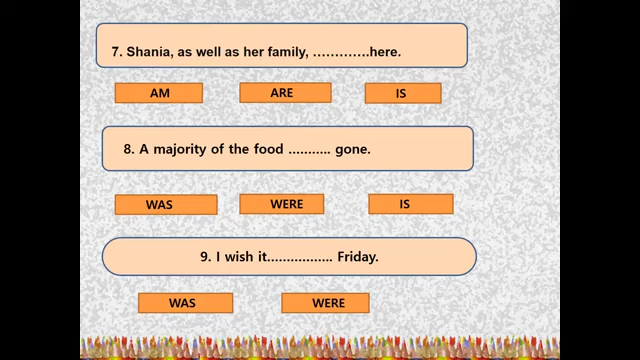 7. Shania, as well as her family, ………….here.
AM ARE IS
8. A majority of the food ........... gone.
WAS WERE IS
9. I wish it................. Friday.
WAS WERE